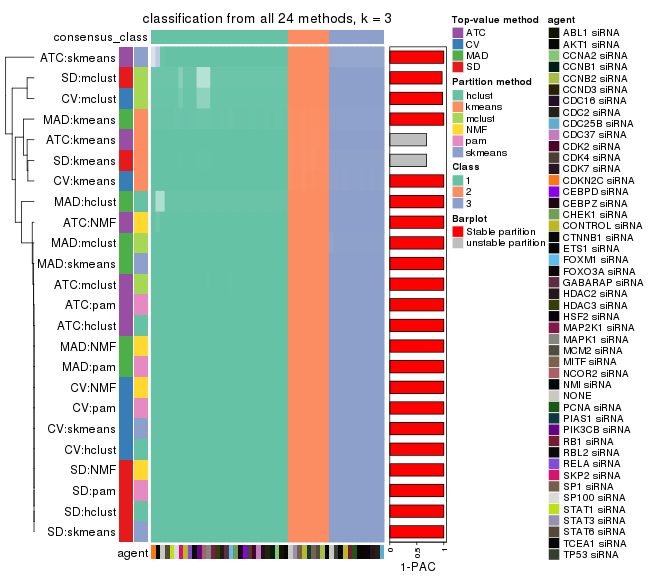 classification from all 24 methods, k = 3
consensus_class
ATC:skmeans
SD:mclust
CV:mclust
MAD:kmeans
ATC:kmeans
SD:kmeans
CV:kmeans
MAD:hclust
ATC:NMF
MAD:mclust
MAD:skmeans
ATC:mclust
ATC:pam
ATC:hclust
MAD:NMF
MAD:pam
CV:NMF
CV:pam
CV:skmeans
CV:hclust
SD:NMF
SD:pam
SD:hclust
SD:skmeans
agent
0
0.5
1
1-PAC
Top-value method
ATC
CV
MAD
SD
Partition method
hclust
kmeans
mclust
NMF
pam
skmeans
Class
1
2
3
Barplot
Stable partition
unstable partition
agent
ABL1 siRNA
AKT1 siRNA
CCNA2 siRNA
CCNB1 siRNA
CCNB2 siRNA
CCND3 siRNA
CDC16 siRNA
CDC2 siRNA
CDC25B siRNA
CDC37 siRNA
CDK2 siRNA
CDK4 siRNA
CDK7 siRNA
CDKN2C siRNA
CEBPD siRNA
CEBPZ siRNA
CHEK1 siRNA
CONTROL siRNA
CTNNB1 siRNA
ETS1 siRNA
FOXM1 siRNA
FOXO3A siRNA
GABARAP siRNA
HDAC2 siRNA
HDAC3 siRNA
HSF2 siRNA
MAP2K1 siRNA
MAPK1 siRNA
MCM2 siRNA
MITF siRNA
NCOR2 siRNA
NMI siRNA
NONE
PCNA siRNA
PIAS1 siRNA
PIK3CB siRNA
RB1 siRNA
RBL2 siRNA
RELA siRNA
SKP2 siRNA
SP1 siRNA
SP100 siRNA
STAT1 siRNA
STAT3 siRNA
STAT6 siRNA
TCEA1 siRNA
TP53 siRNA